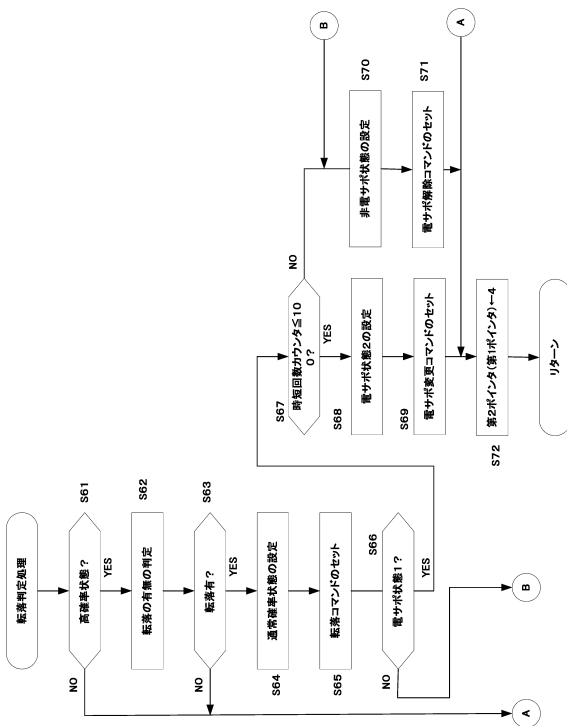 転落判定処理
S61
高確率状態？
NO
YES
S62
転落の有無の判定
S63
転落有？
NO
YES
S64
通常確率状態の設定
S65
転落コマンドのセット
S66
電サポ状態1？
NO
YES
A
B
S67
時短回数カウンタ≦10
0？
NO
YES
S68
電サポ状態2の設定
S69
電サポ変更コマンドのセット
B
S70
非電サポ状態の設定
S71
電サポ解除コマンドのセット
A
S72
第2ポインタ(第1ポインタ)←4
リターン